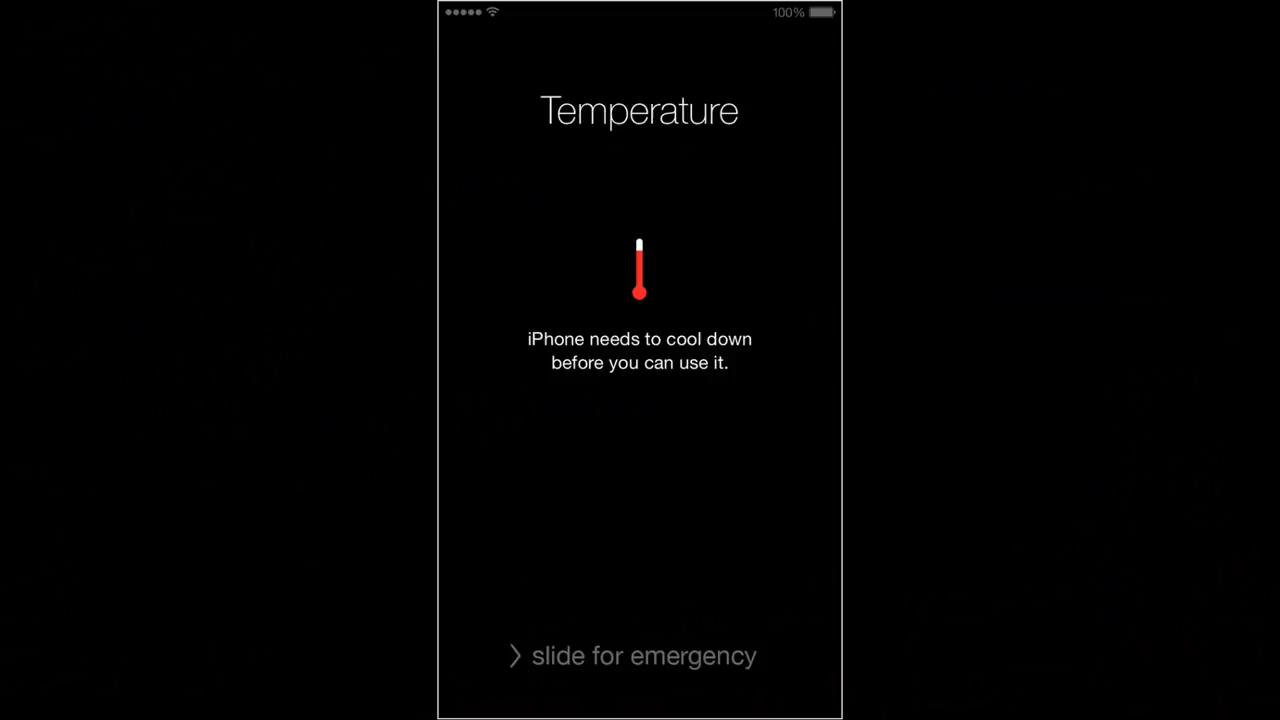 100%
Temperature
iPhone needs to cool down
before you can use it.
slide for emergency